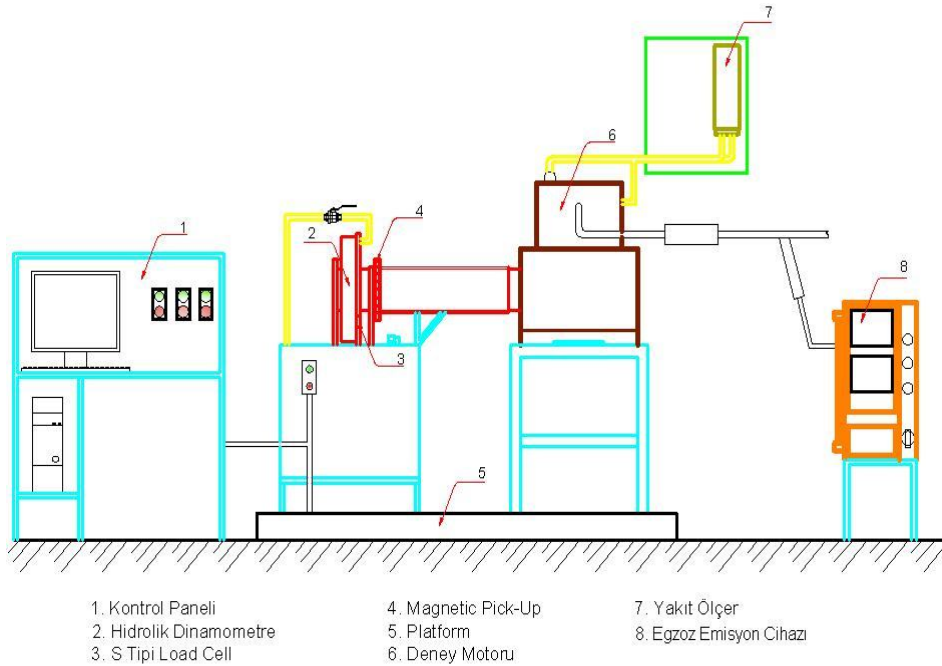 7
6
1
2
4
8
3
5
1. Kontrol Paneli
2. Hidrolik Dinamometre
3. S Tipi Load Cell
4. Magnetic Pick-Up
5. Platform
6. Deney Motoru
7. Yakıt Ölçer
8. Egzoz Emisyon Cihazı